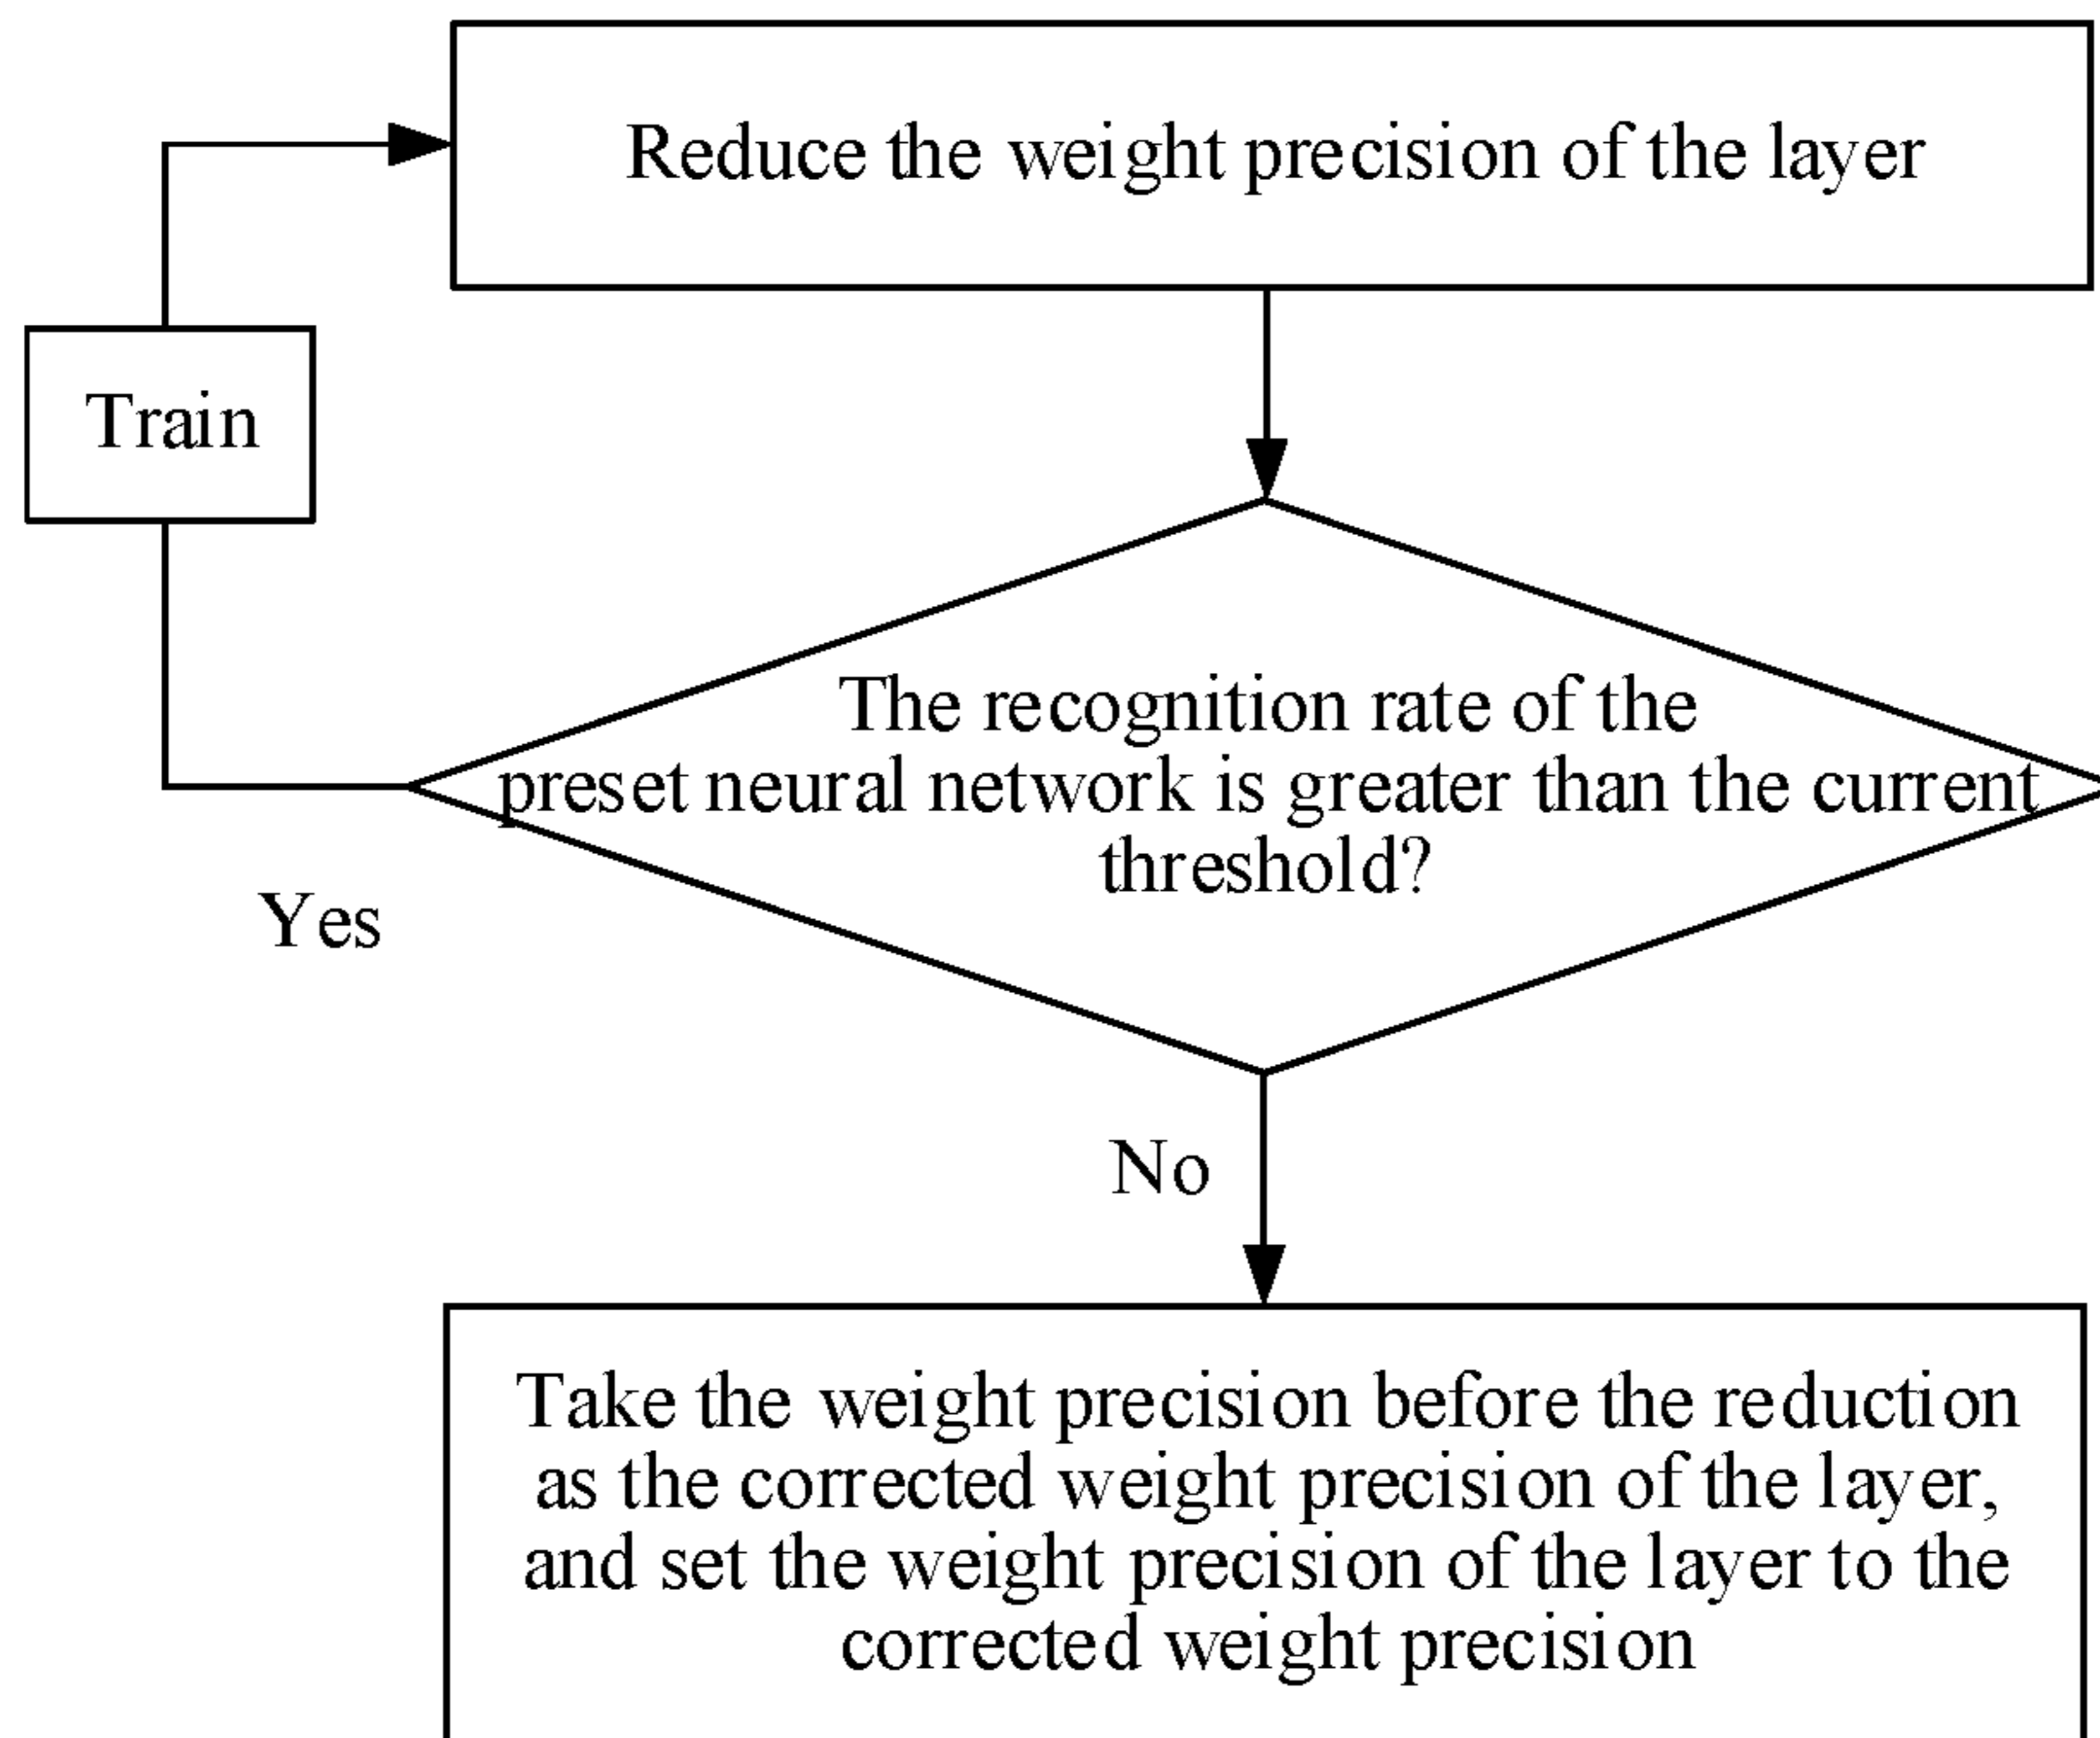 Reduce the weight precision of the layer
Train
The recognition rate of the
preset neural network is greater than the current
threshold?
Yes
No
Take the weight precision before the reduction
as the corrected weight precision of the layer,
and set the weight precision of the layer to the
corrected weight precision